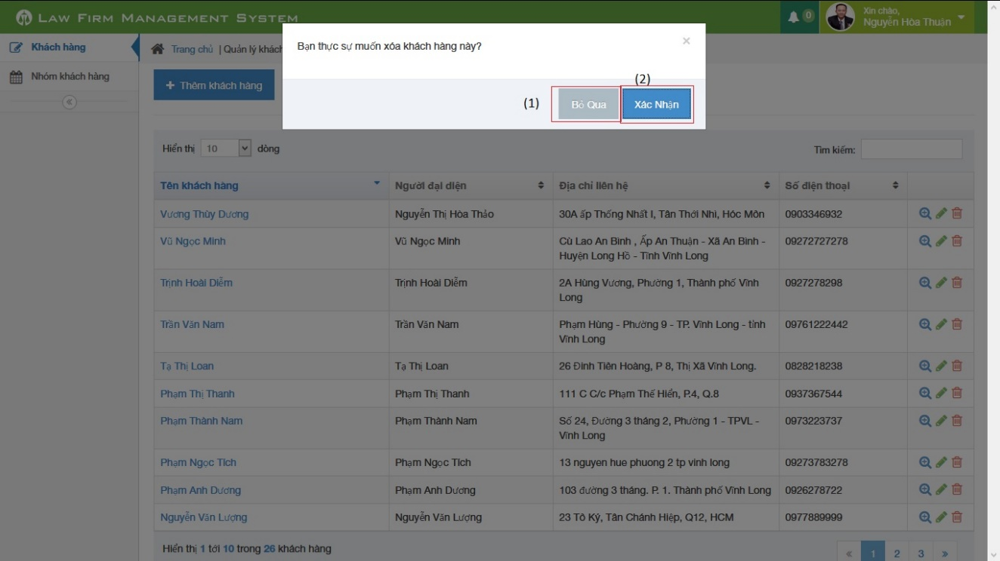 LAW FIRM MANAGEMENT SYSTEM
0
Xin chào,
Nguyễn Hòa Thuận
Khách hàng
Nhóm khách hàng
Trang chủ | Quản lý khách
Bạn thực sự muốn xóa khách hàng này?
×
+ Thêm khách hàng
(1)
Bỏ Qua
(2)
Xác Nhận
Hiển thị 10 dòng
Tìm kiếm:
Tên khách hàng Người đại diện Địa chỉ liên hệ Số điện thoại
Vương Thùy Dương Nguyễn Thị Hòa Thảo 30A ấp Thống Nhất I, Tân Thới Nhì, Hóc Môn 0903346932
Vũ Ngọc Minh Vũ Ngọc Minh Cù Lao An Bình , Ấp An Thuận - Xã An Bình - 09272727278
Huyện Long Hồ - Tỉnh Vĩnh Long
Trịnh Hoài Diễm Trịnh Hoài Diễm 2A Hùng Vương, Phường 1, Thành phố Vĩnh 0927278298
Long
Trần Văn Nam Trần Văn Nam Phạm Hùng - Phường 9 - TP. Vĩnh Long - tỉnh 09761222442
Vĩnh Long
Tạ Thị Loan Tạ Thị Loan 26 Đinh Tiên Hoàng, P 8, Thị Xã Vĩnh Long. 0828218238
Phạm Thị Thanh Phạm Thị Thanh 111 C C/c Phạm Thế Hiển, P.4, Q.8 0937367544
Phạm Thành Nam Phạm Thành Nam Số 24, Đường 3 tháng 2, Phường 1 - TPVL - 0973223737
Vĩnh Long
Phạm Ngọc Tích Phạm Ngọc Tích 13 nguyen hue phuong 2 tp vinh long 09273783278
Phạm Anh Dương Phạm Anh Dương 103 đường 3 tháng. P. 1. Thành phố Vĩnh Long 0926278722
Nguyễn Văn Lượng Nguyễn Văn Lượng 23 Tô Ký, Tân Chánh Hiệp, Q12, HCM 0977889999
Hiển thị 1 tới 10 trong 26 khách hàng
« 1 2 3 »